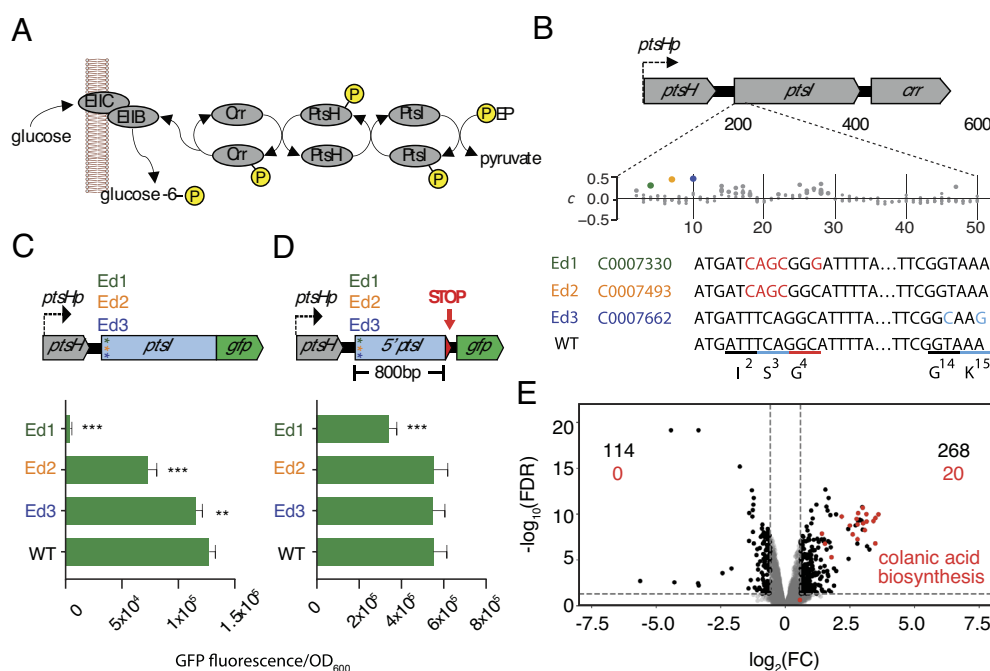 A
EIIC
EIIB
glucose
glucose-6-P
Crr
PtsH
P
PtsI
PEP
Crr
P
PtsH
PtsI
P
pyruvate
B
ptsHp
ptsH
ptsI
crr
200
400
600
c
0.5
0.0
−0.5
10
20
30
40
50
Ed1 C0007330 ATGATCAGCGGGATTTTA...TTCGGTAAA
Ed2 C0007493 ATGATCAGCGGCATTTTA...TTCGGTAAA
Ed3 C0007662 ATGATTTCAGGCATTTTA...TTCGGCAAG
WT ATGATTTCAGGCATTTTA...TTCGGTAAA
I2 S3 G4 G14 K15
C
ptsHp
Ed1
Ed2
Ed3
ptsH
***
ptsI
gfp
Ed1 ***
Ed2 ***
Ed3 **
WT
0
5x10^4
1x10^5
1.5x10^5
D
ptsHp
Ed1
Ed2
Ed3
STOP
ptsH
***
5' ptsI
gfp
800bp
Ed1 ***
Ed2
Ed3
WT
0
2x10^5
4x10^5
6x10^5
8x10^5
GFP fluorescence/OD600
E
-log10(FDR)
20
15
10
5
0
114
0
268
20
colanic acid
biosynthesis
-7.5
-5.0
-2.5
0.0
2.5
5.0
7.5
log2(FC)